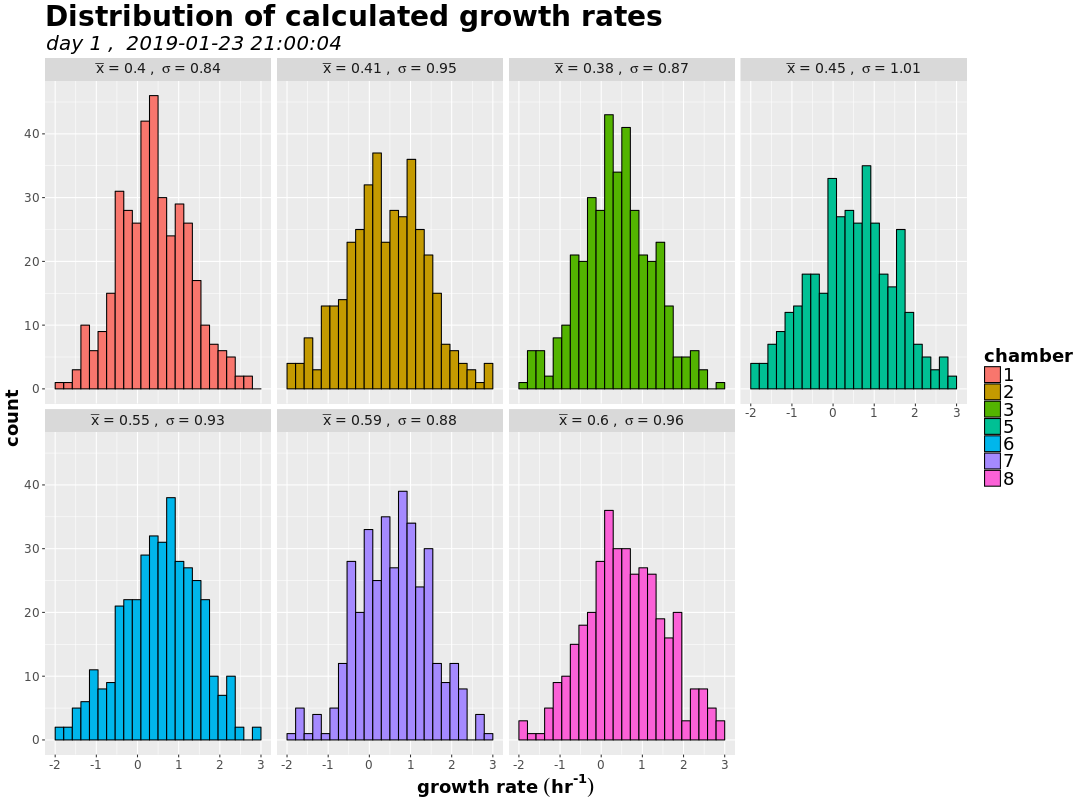 Distribution of calculated growth rates
day 1 ,  2019-01-23 21:00:04
x̅ = 0.4 ,  σ = 0.84
x̅ = 0.41 ,  σ = 0.95
x̅ = 0.38 ,  σ = 0.87
x̅ = 0.45 ,  σ = 1.01
40
30
20
10
0
-2 -1 0 1 2 3
x̅ = 0.55 ,  σ = 0.93
x̅ = 0.59 ,  σ = 0.88
x̅ = 0.6 ,  σ = 0.96
40
30
20
10
0
-2 -1 0 1 2 3
-2 -1 0 1 2 3
-2 -1 0 1 2 3
count
growth rate (hr⁻¹)
chamber
1
2
3
5
6
7
8